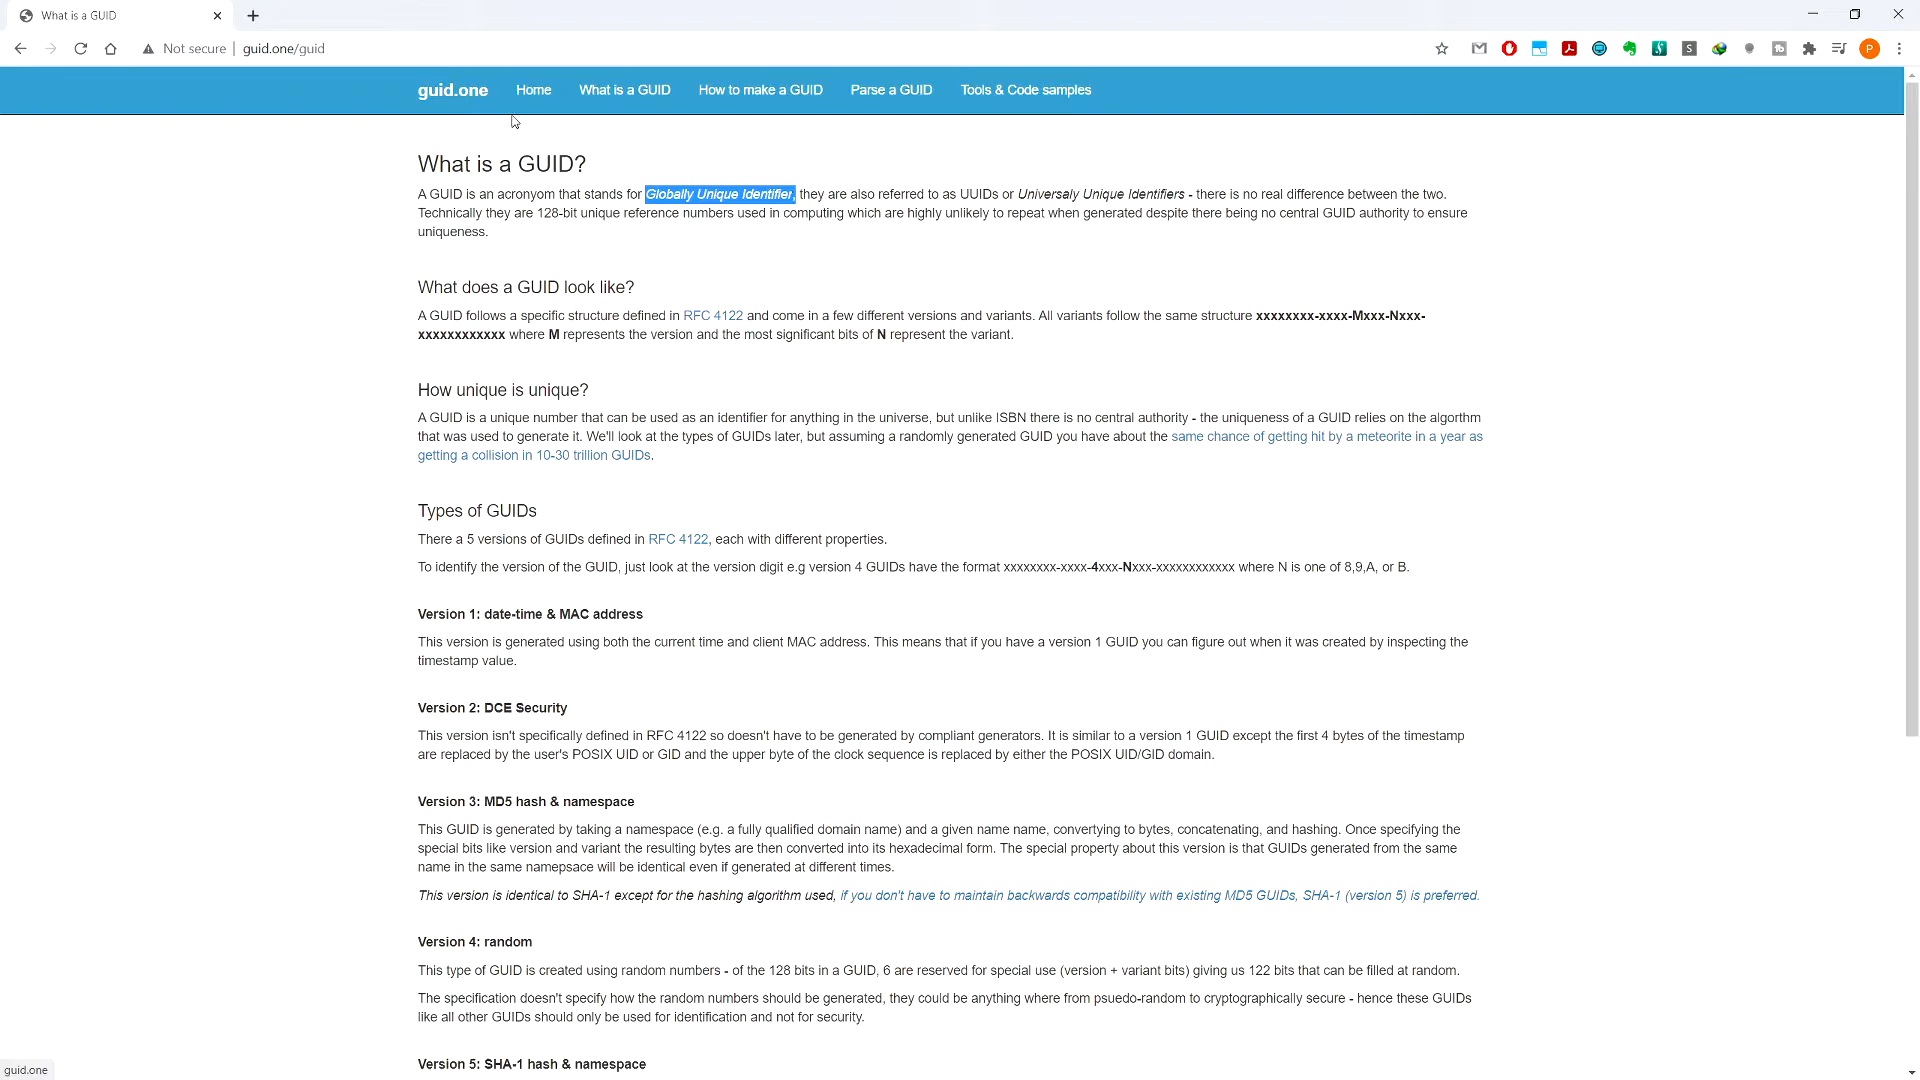 What is a GUID
Not secure | guid.one/guid
guid.one Home What is a GUID How to make a GUID Parse a GUID Tools & Code samples
What is a GUID?
A GUID is an acronyom that stands for Globally Unique Identifier, they are also referred to as UUIDs or Universaly Unique Identifiers - there is no real difference between the two.
Technically they are 128-bit unique reference numbers used in computing which are highly unlikely to repeat when generated despite there being no central GUID authority to ensure
uniqueness.
What does a GUID look like?
A GUID follows a specific structure defined in RFC 4122 and come in a few different versions and variants. All variants follow the same structure xxxxxxxx-xxxx-Mxxx-Nxxx-
xxxxxxxxxxxx where M represents the version and the most significant bits of N represent the variant.
How unique is unique?
A GUID is a unique number that can be used as an identifier for anything in the universe, but unlike ISBN there is no central authority - the uniqueness of a GUID relies on the algorthm
that was used to generate it. We'll look at the types of GUIDs later, but assuming a randomly generated GUID you have about the same chance of getting hit by a meteorite in a year as
getting a collision in 10-30 trillion GUIDs.
Types of GUIDs
There a 5 versions of GUIDs defined in RFC 4122, each with different properties.
To identify the version of the GUID, just look at the version digit e.g version 4 GUIDs have the format xxxxxxxx-xxxx-4xxx-Nxxx-xxxxxxxxxxxx where N is one of 8,9,A, or B.
Version 1: date-time & MAC address
This version is generated using both the current time and client MAC address. This means that if you have a version 1 GUID you can figure out when it was created by inspecting the
timestamp value.
Version 2: DCE Security
This version isn't specifically defined in RFC 4122 so doesn't have to be generated by compliant generators. It is similar to a version 1 GUID except the first 4 bytes of the timestamp
are replaced by the user's POSIX UID or GID and the upper byte of the clock sequence is replaced by either the POSIX UID/GID domain.
Version 3: MD5 hash & namespace
This GUID is generated by taking a namespace (e.g. a fully qualified domain name) and a given name name, convertying to bytes, concatenating, and hashing. Once specifying the
special bits like version and variant the resulting bytes are then converted into its hexadecimal form. The special property about this version is that GUIDs generated from the same
name in the same namepsace will be identical even if generated at different times.
This version is identical to SHA-1 except for the hashing algorithm used, if you don't have to maintain backwards compatibility with existing MD5 GUIDs, SHA-1 (version 5) is preferred.
Version 4: random
This type of GUID is created using random numbers - of the 128 bits in a GUID, 6 are reserved for special use (version + variant bits) giving us 122 bits that can be filled at random.
The specification doesn't specify how the random numbers should be generated, they could be anything where from psuedo-random to cryptographically secure - hence these GUIDs
like all other GUIDs should only be used for identification and not for security.
Version 5: SHA-1 hash & namespace
guid.one